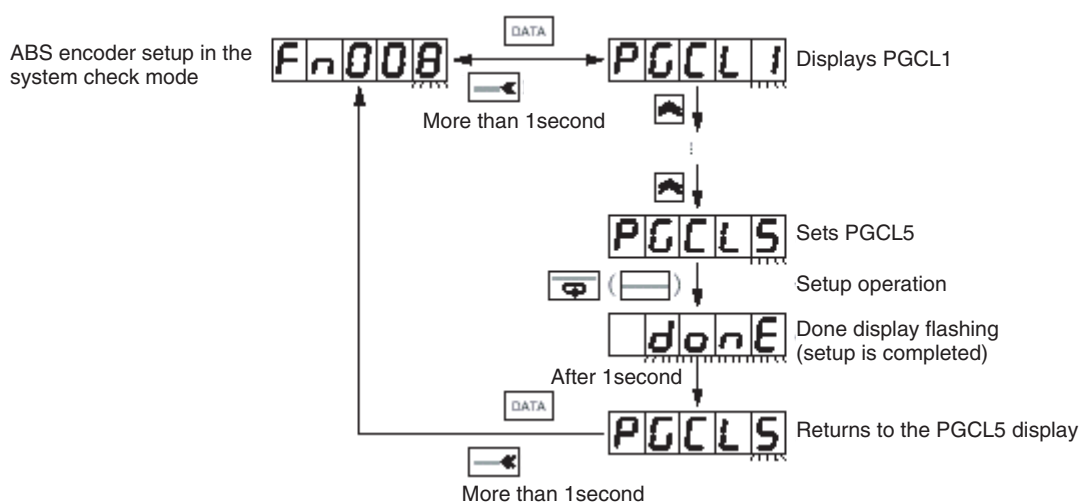 DATA
ABS encoder setup in the
system check mode
Fn008
PGCL1
Displays PGCL1
More than 1second
PGCL5
Sets PGCL5
( )
Setup operation
donE
Done display flashing
(setup is completed)
After 1second
DATA
PGCL5
Returns to the PGCL5 display
More than 1second